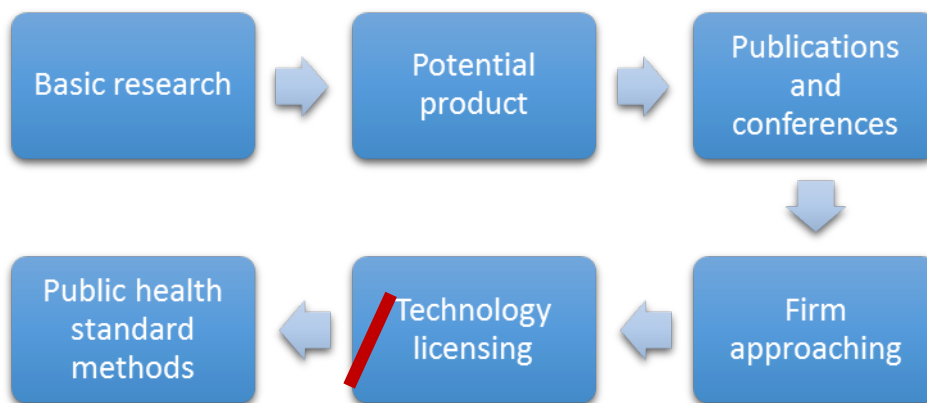 Basic research
Potential
product
Publications
and
conferences
Firm
approaching
Technology
licensing
Public health
standard
methods